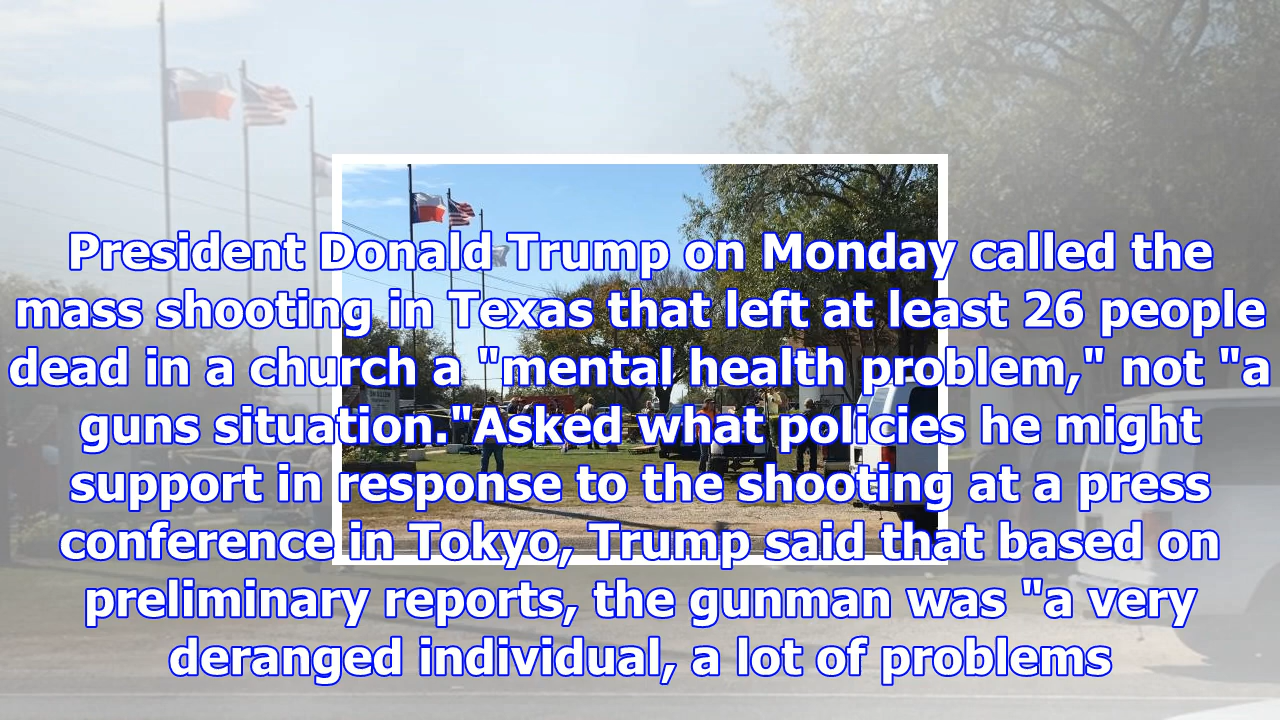 President Donald Trump on Monday called the
mass shooting in Texas that left at least 26 people
dead in a church a "mental health problem," not "a
guns situation."Asked what policies he might
support in response to the shooting at a press
conference in Tokyo, Trump said that based on
preliminary reports, the gunman was "a very
deranged individual, a lot of problems